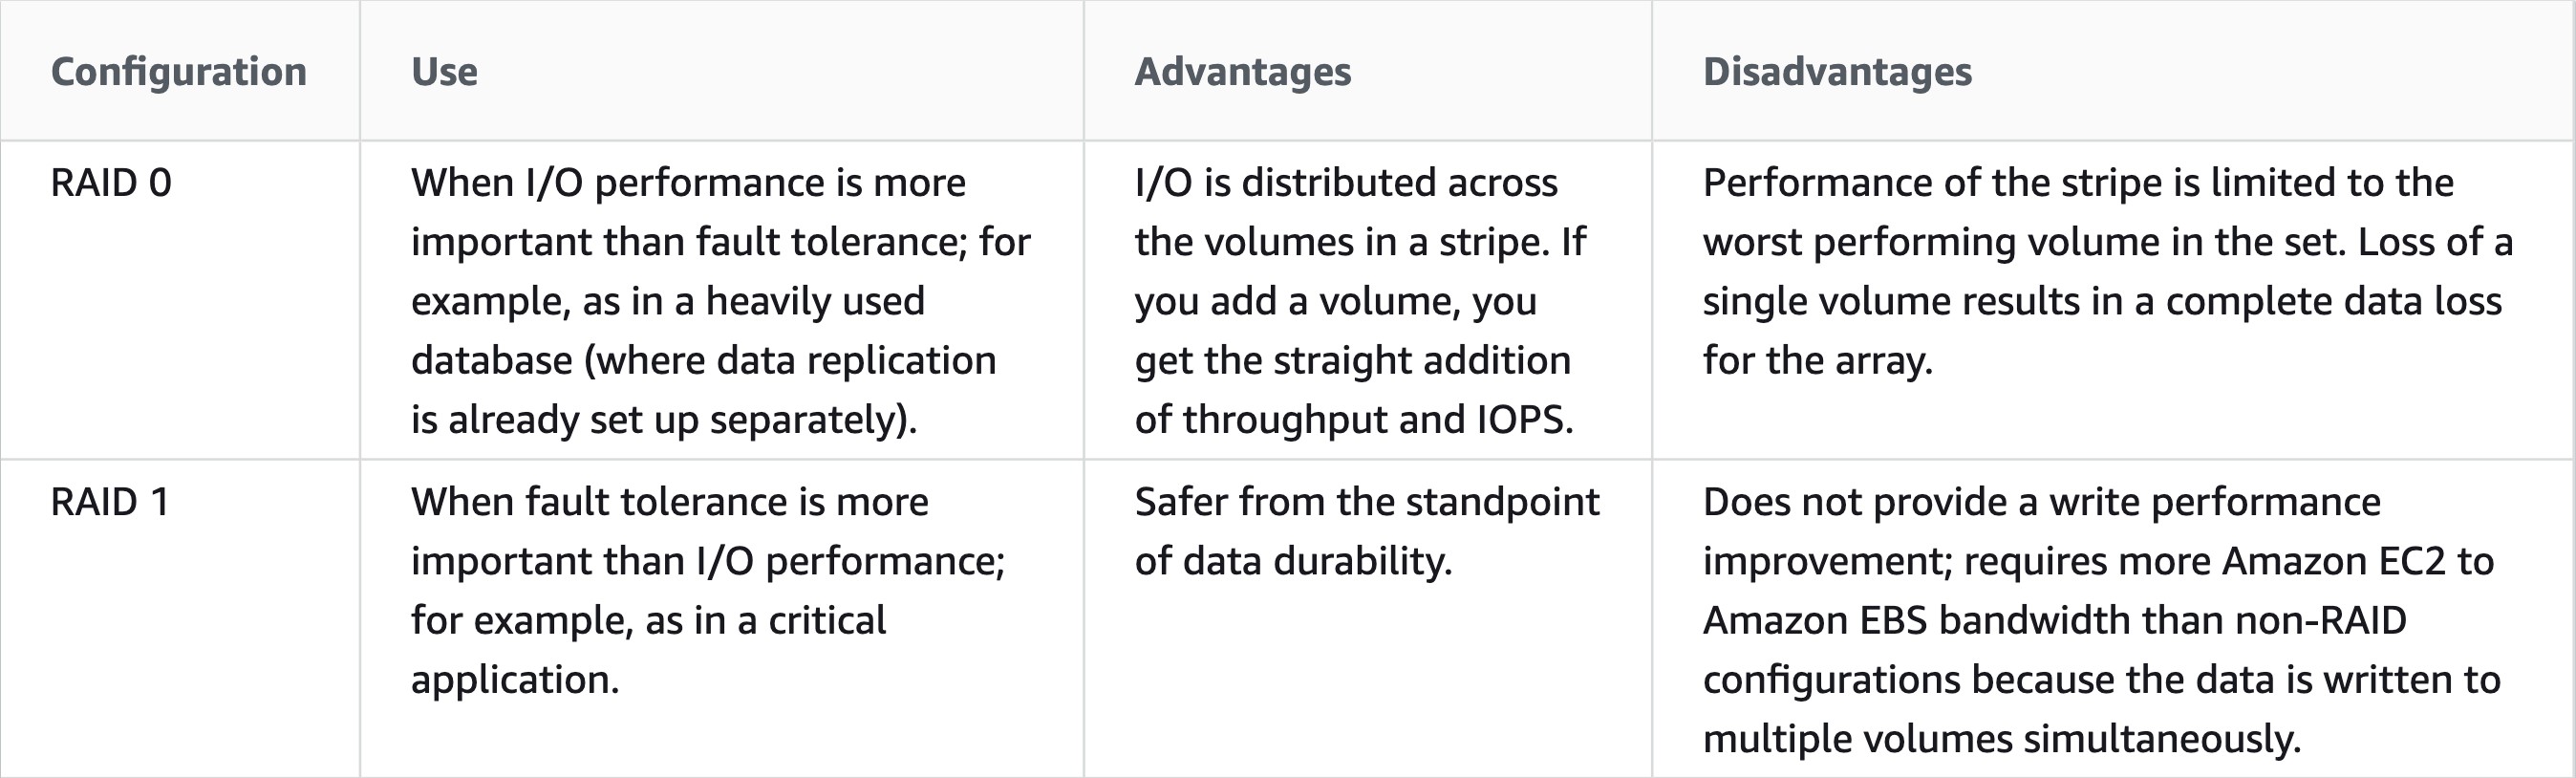 Configuration
Use
Advantages
Disadvantages
RAID 0
When I/O performance is more
important than fault tolerance; for
example, as in a heavily used
database (where data replication
is already set up separately).
I/O is distributed across
the volumes in a stripe. If
you add a volume, you
get the straight addition
of throughput and IOPS.
Performance of the stripe is limited to the
worst performing volume in the set. Loss of a
single volume results in a complete data loss
for the array.
RAID 1
When fault tolerance is more
important than I/O performance;
for example, as in a critical
application.
Safer from the standpoint
of data durability.
Does not provide a write performance
improvement; requires more Amazon EC2 to
Amazon EBS bandwidth than non-RAID
configurations because the data is written to
multiple volumes simultaneously.